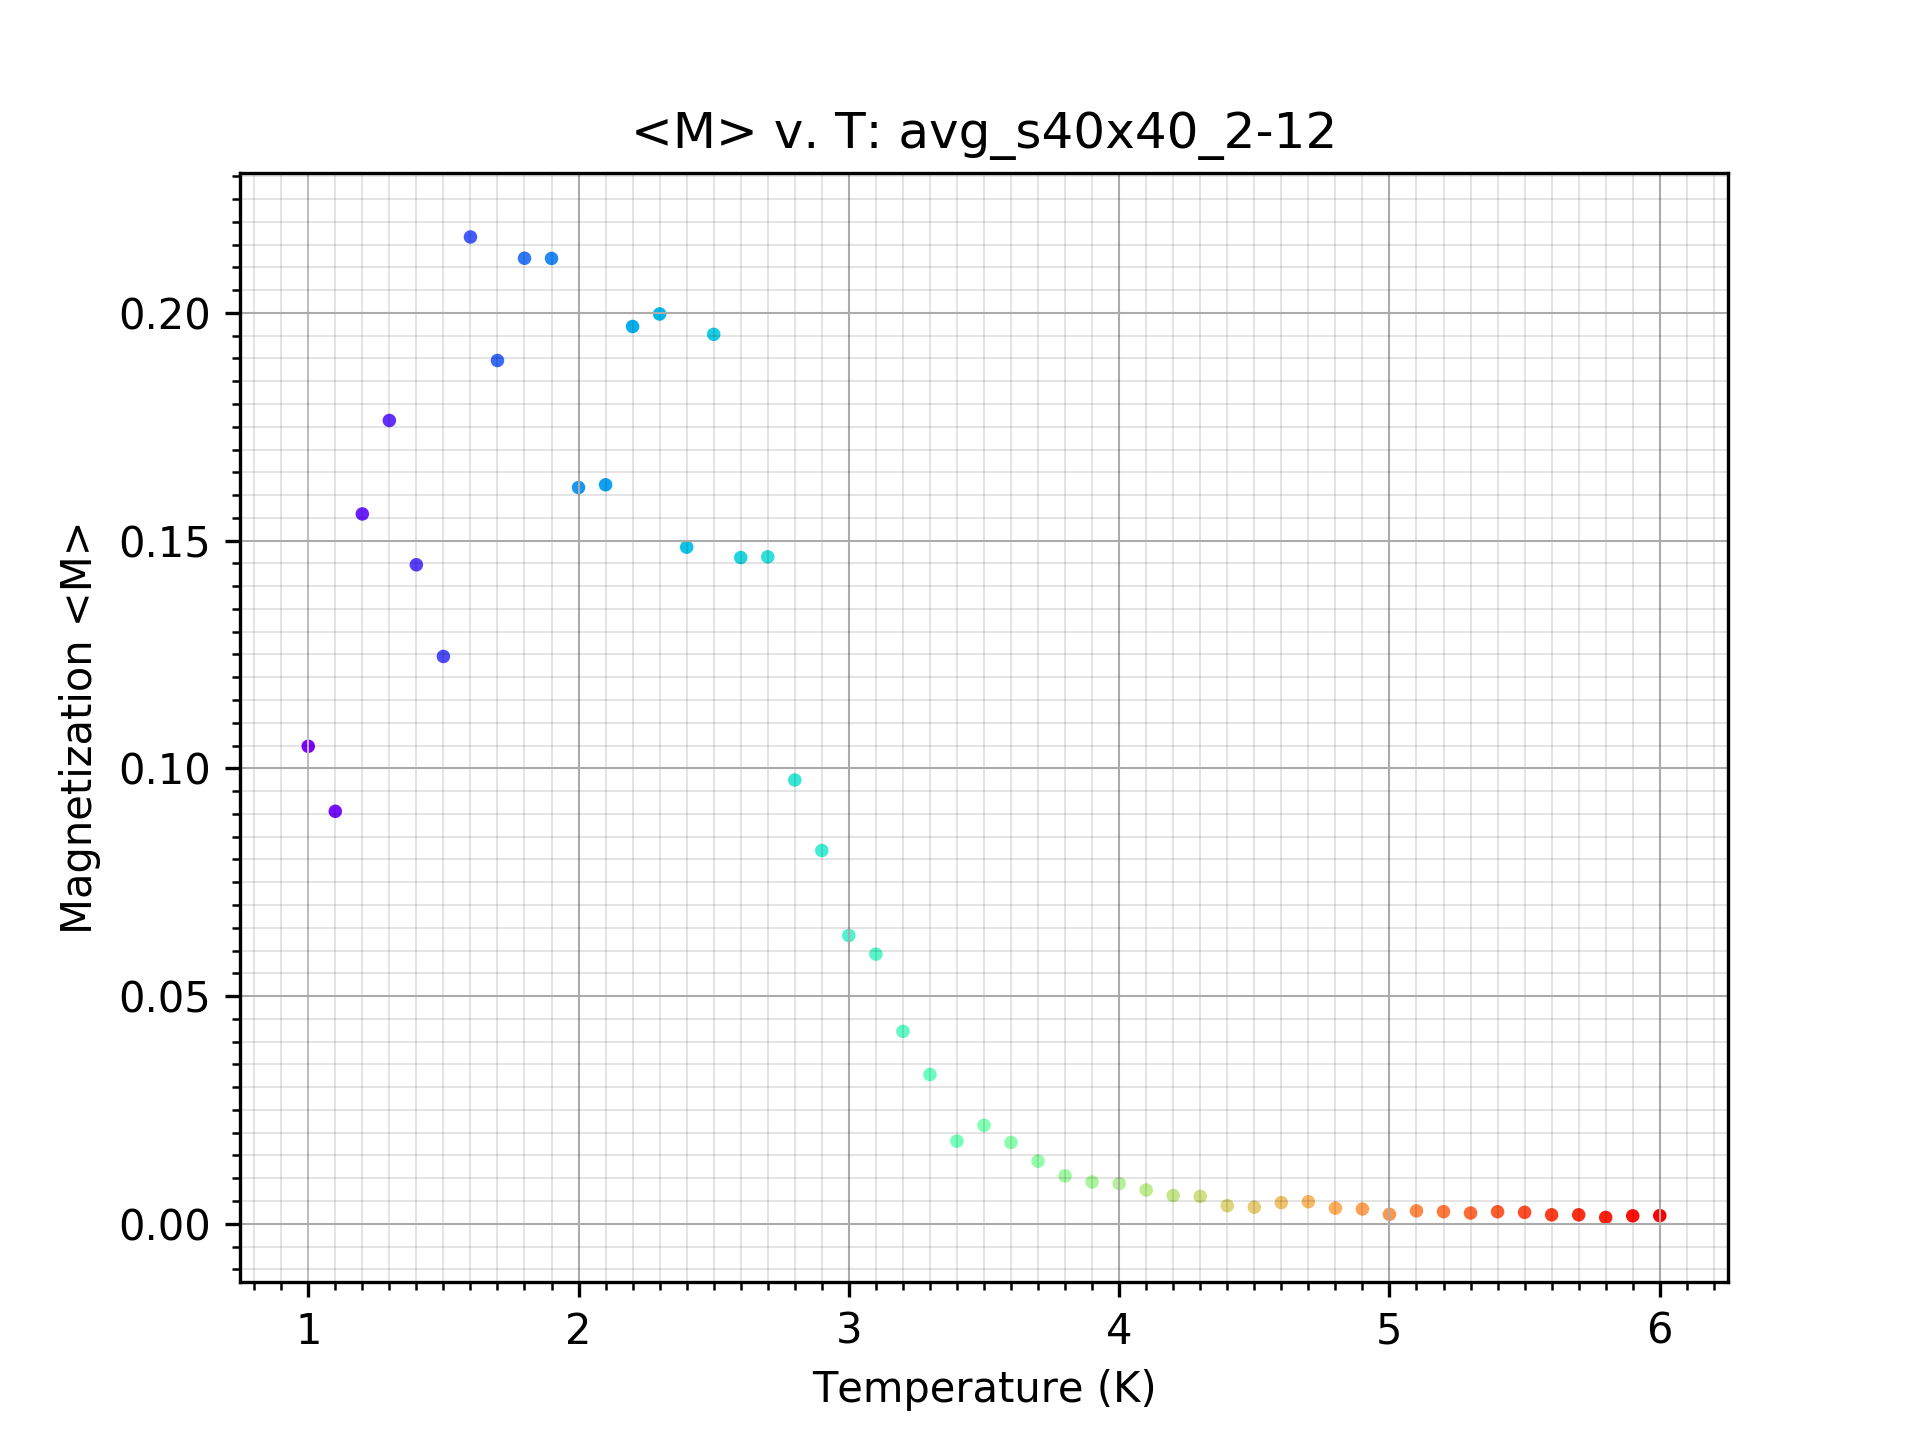 <M> v. T: avg_s40x40_2-12
Magnetization <M>
0.20
0.15
0.10
0.05
0.00
1 2 3 4 5 6
Temperature (K)